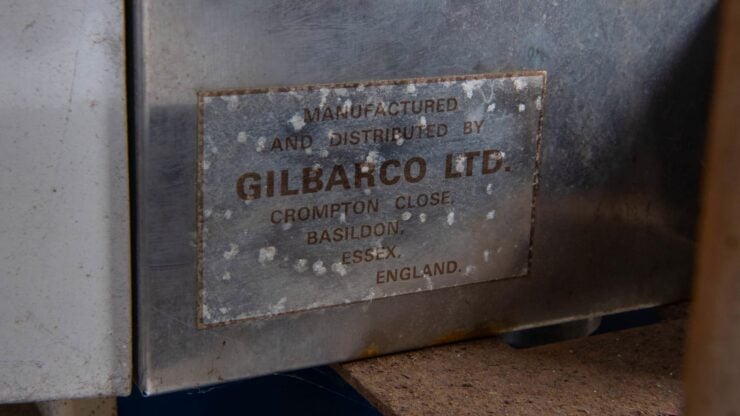 MANUFACTURED
AND DISTRIBUTED BY
GILBARCO LTD.
CROMPTON CLOSE,
BASILDON,
ESSEX,
ENGLAND.